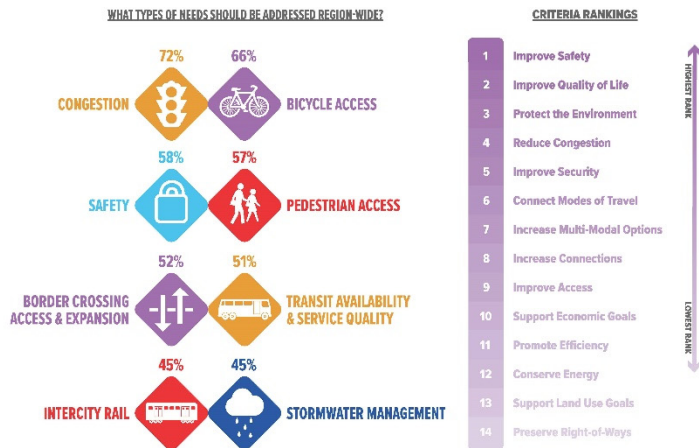 WHAT TYPES OF NEEDS SHOULD BE ADDRESSED REGION-WIDE?
72%
66%
CONGESTION
BICYCLE ACCESS
58%
57%
SAFETY
PEDESTRIAN ACCESS
52%
51%
BORDER CROSSING
ACCESS & EXPANSION
TRANSIT AVAILABILITY
& SERVICE QUALITY
45%
45%
INTERCITY RAIL
STORMWATER MANAGEMENT
CRITERIA RANKINGS
1 Improve Safety
2 Improve Quality of Life
3 Protect the Environment
4 Reduce Congestion
5 Improve Security
6 Connect Modes of Travel
7 Increase Multi-Modal Options
8 Increase Connections
9 Improve Access
10 Support Economic Goals
11 Promote Efficiency
12 Conserve Energy
13 Support Land Use Goals
14 Preserve Right-of-Ways
HIGHEST RANK
LOWEST RANK